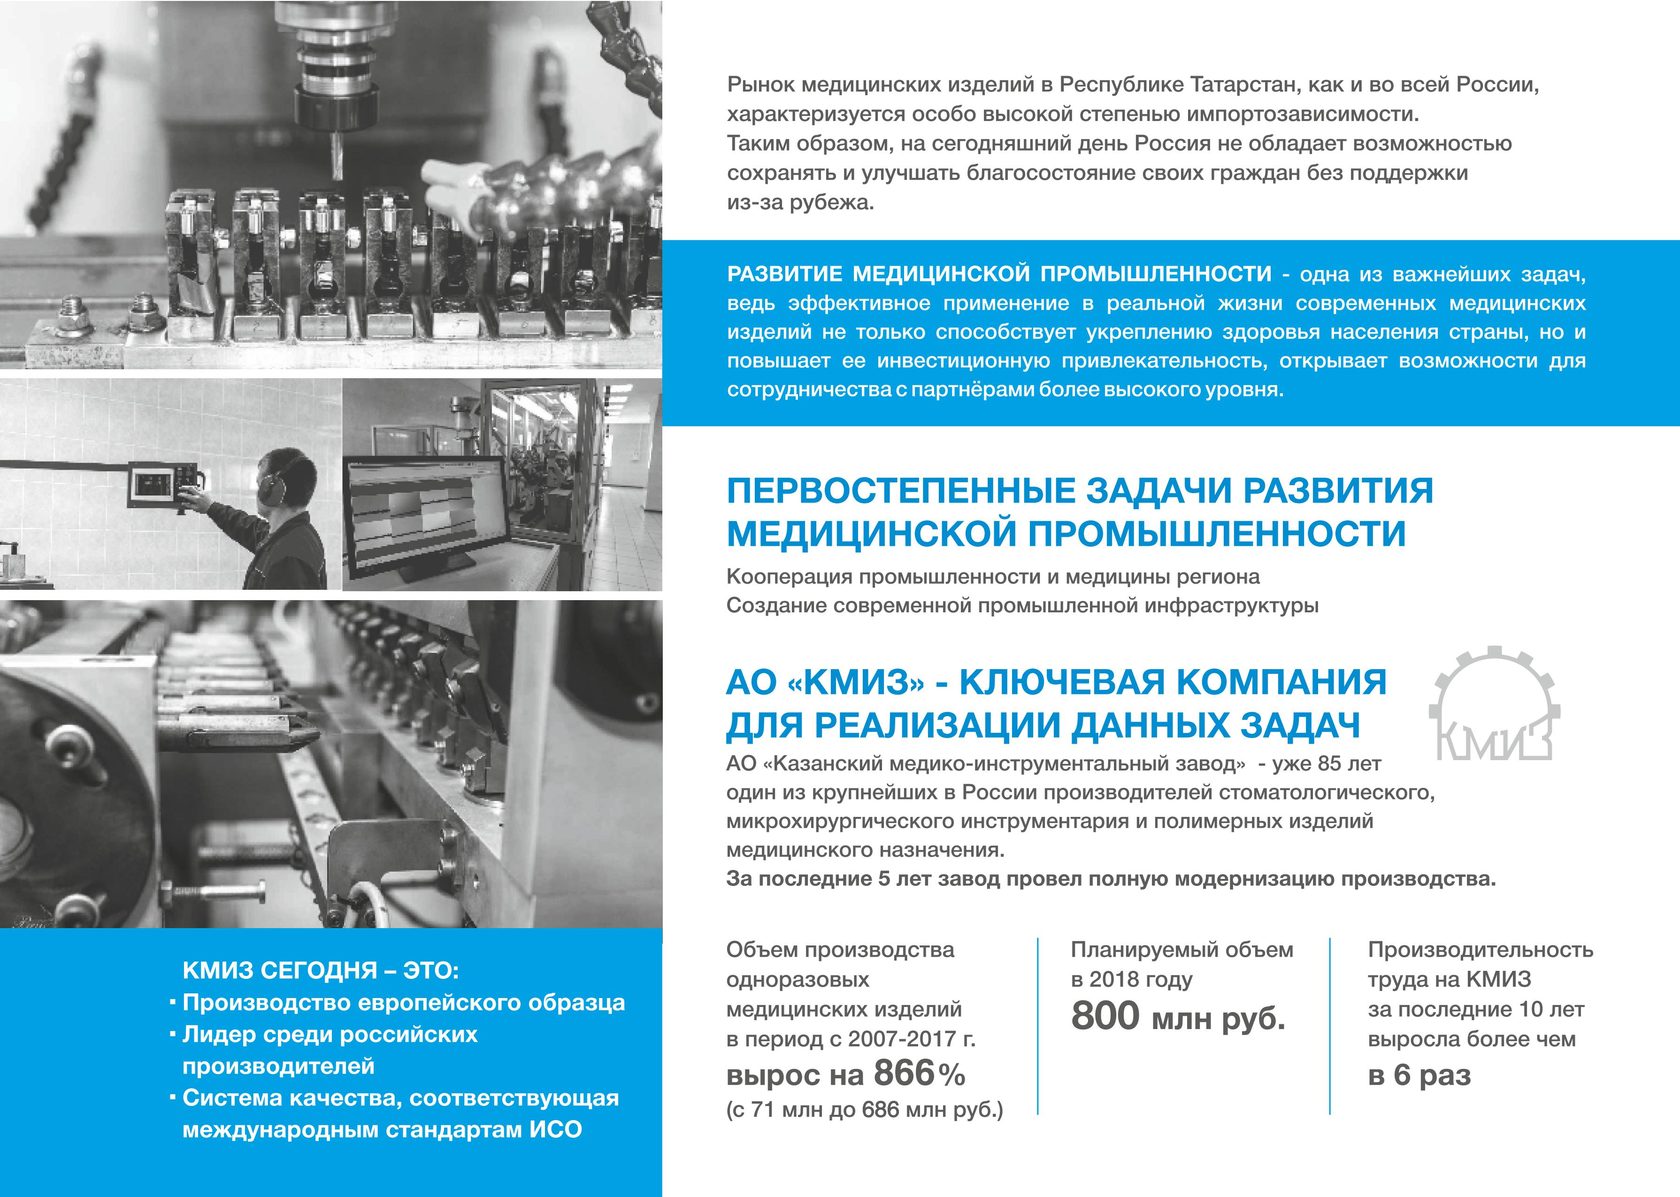 Рынок медицинских изделий в Республике Татарстан, как и во всей России,
характеризуется особо высокой степенью импортозависимости.
Таким образом, на сегодняшний день Россия не обладает возможностью
сохранять и улучшать благосостояние своих граждан без поддержки
из-за рубежа.
РАЗВИТИЕ МЕДИЦИНСКОЙ ПРОМЫШЛЕННОСТИ - одна из важнейших задач,
ведь эффективное применение в реальной жизни современных медицинских
изделий не только способствует укреплению здоровья населения страны, но и
повышает ее инвестиционную привлекательность, открывает возможности для
сотрудничества с партнёрами более высокого уровня.
ПЕРВОСТЕПЕННЫЕ ЗАДАЧИ РАЗВИТИЯ
МЕДИЦИНСКОЙ ПРОМЫШЛЕННОСТИ
Кооперация промышленности и медицины региона
Создание современной промышленной инфраструктуры
АО «КМИЗ» - КЛЮЧЕВАЯ КОМПАНИЯ
ДЛЯ РЕАЛИЗАЦИИ ДАННЫХ ЗАДАЧ
КМИЗ
АО «Казанский медико-инструментальный завод» - уже 85 лет
один из крупнейших в России производителей стоматологического,
микрохирургического инструментария и полимерных изделий
медицинского назначения.
За последние 5 лет завод провел полную модернизацию производства.
Объем производства
одноразовых
медицинских изделий
в период с 2007-2017 г.
вырос на 866%
(с 71 млн до 686 млн руб.)
Планируемый объем
в 2018 году
800 млн руб.
Производительность
труда на КМИЗ
за последние 10 лет
выросла более чем
в 6 раз
КМИЗ СЕГОДНЯ – ЭТО:
· Производство европейского образца
· Лидер среди российских
производителей
· Система качества, соответствующая
международным стандартам ИСО